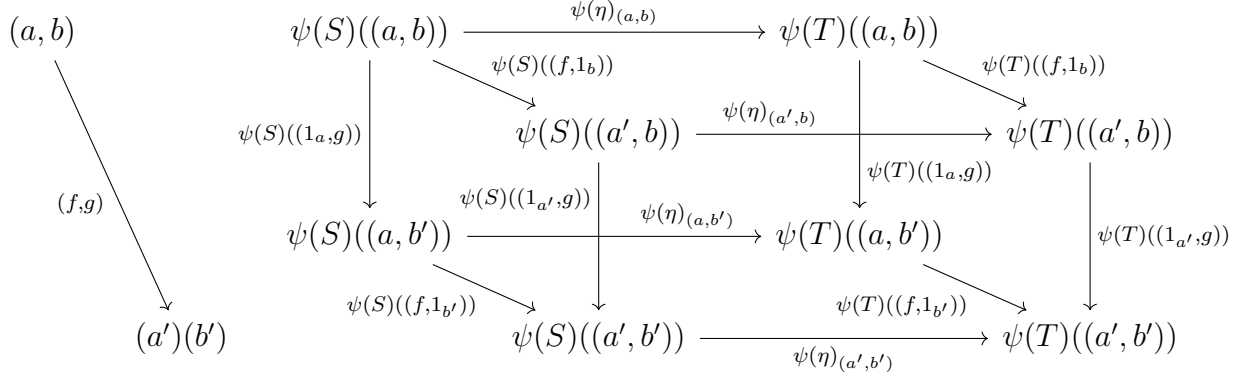 (a, b) ψ(S)((a, b)) ψ(η)₍ₐ,b₎ ψ(T)((a, b))
ψ(S)((f,1_b)) ψ(T)((f,1_b))
ψ(S)((1_a,g)) ψ(S)((a′, b)) ψ(η)_(a′,b) ψ(T)((a′, b))
(f,g) ψ(S)((1_a′,g)) ψ(T)((1_a,g))
ψ(S)((a, b′)) ψ(η)_(a,b′) ψ(T)((a, b′)) ψ(T)((1_a′,g))
ψ(S)((f,1_b′)) ψ(T)((f,1_b′))
(a′)(b′) ψ(S)((a′, b′)) ψ(η)_(a′,b′) ψ(T)((a′, b′))